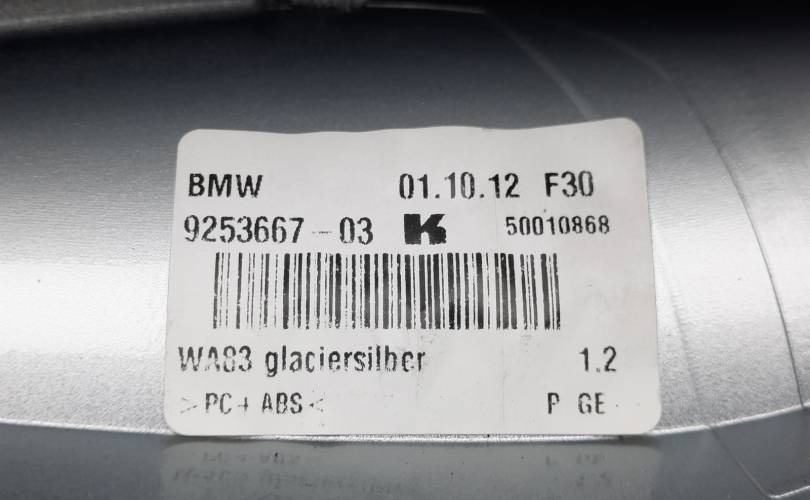 BMW 01.10.12 F30
9253667-03 K 50010868
WA83 glaciersilber 1.2
>PC+ABS< P GE